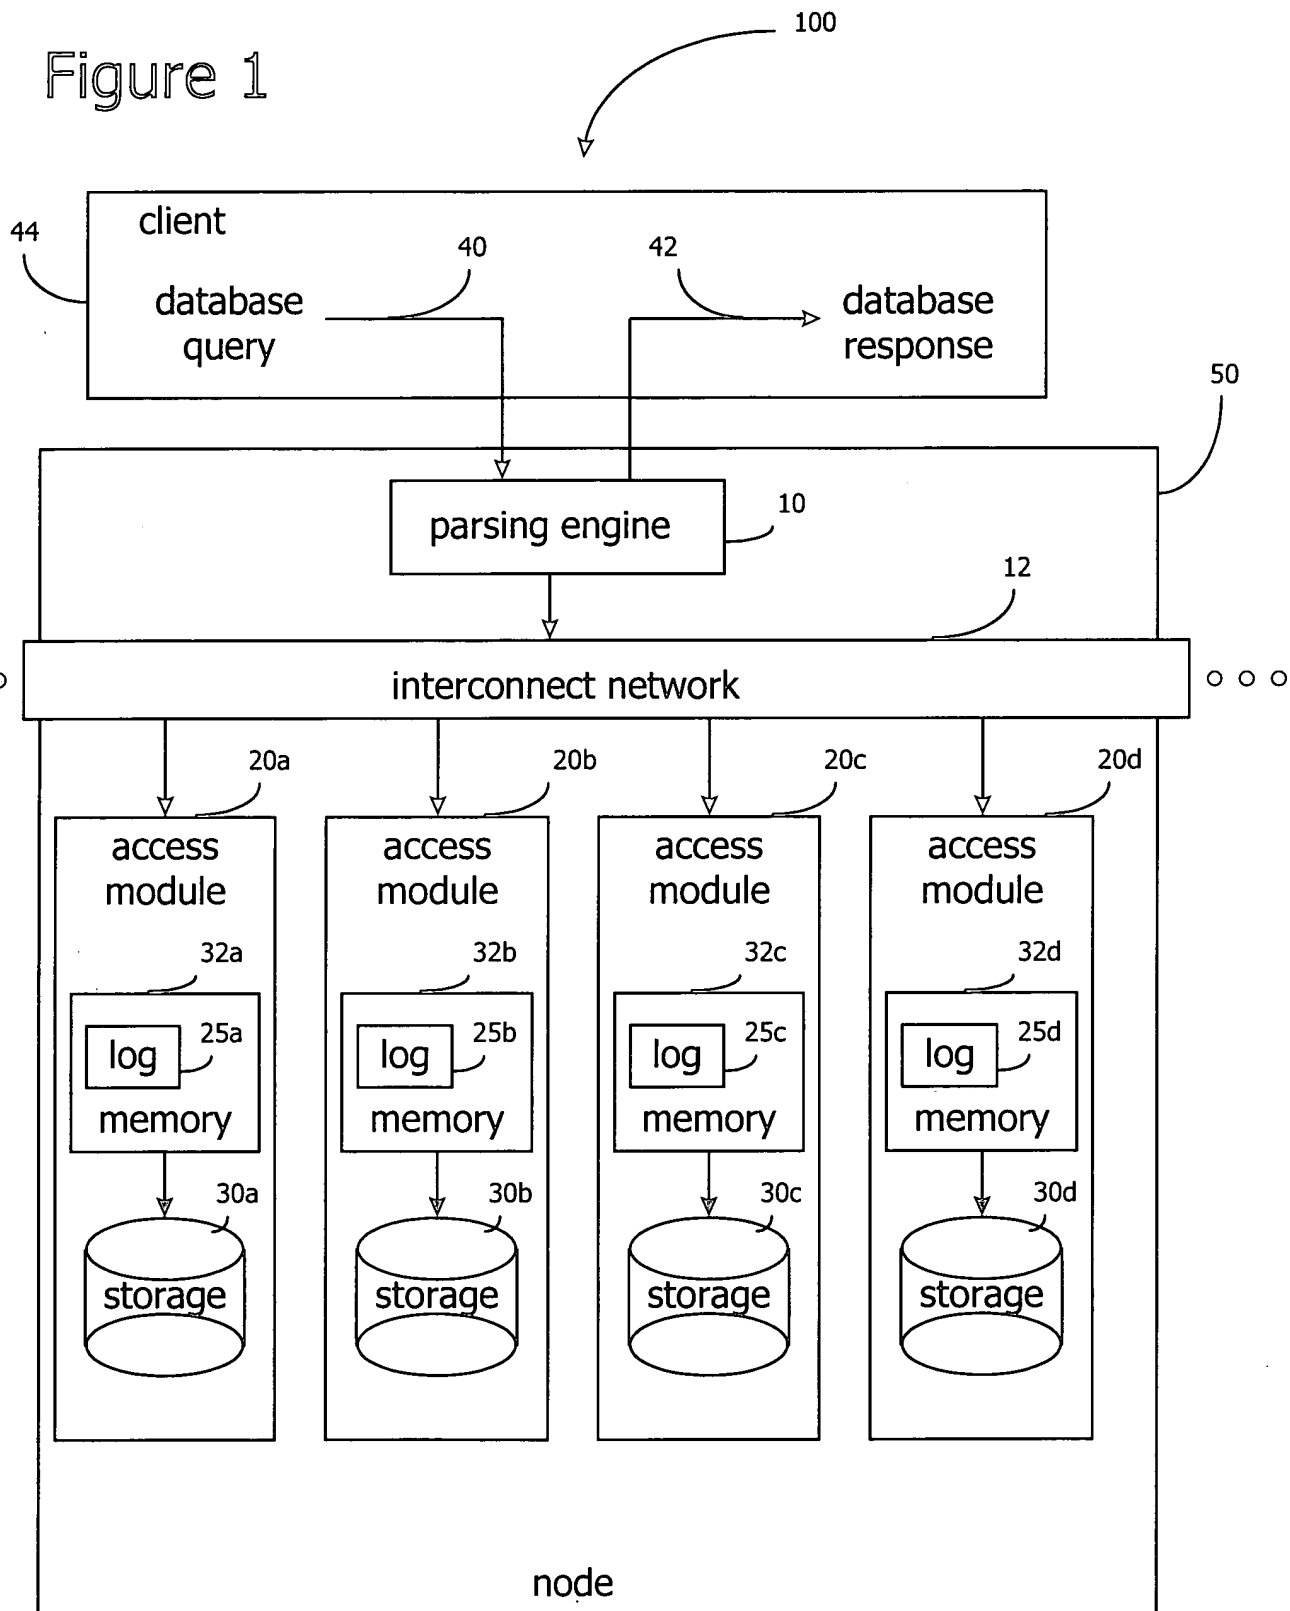 Figure 1
100
client
44
40
42
database
query
database
response
50
parsing engine
10
12
interconnect network
20a
20b
20c
20d
access
module
access
module
access
module
access
module
32a
32b
32c
32d
log
25a
log
25b
log
25c
log
25d
memory
memory
memory
memory
30a
30b
30c
30d
storage
storage
storage
storage
node